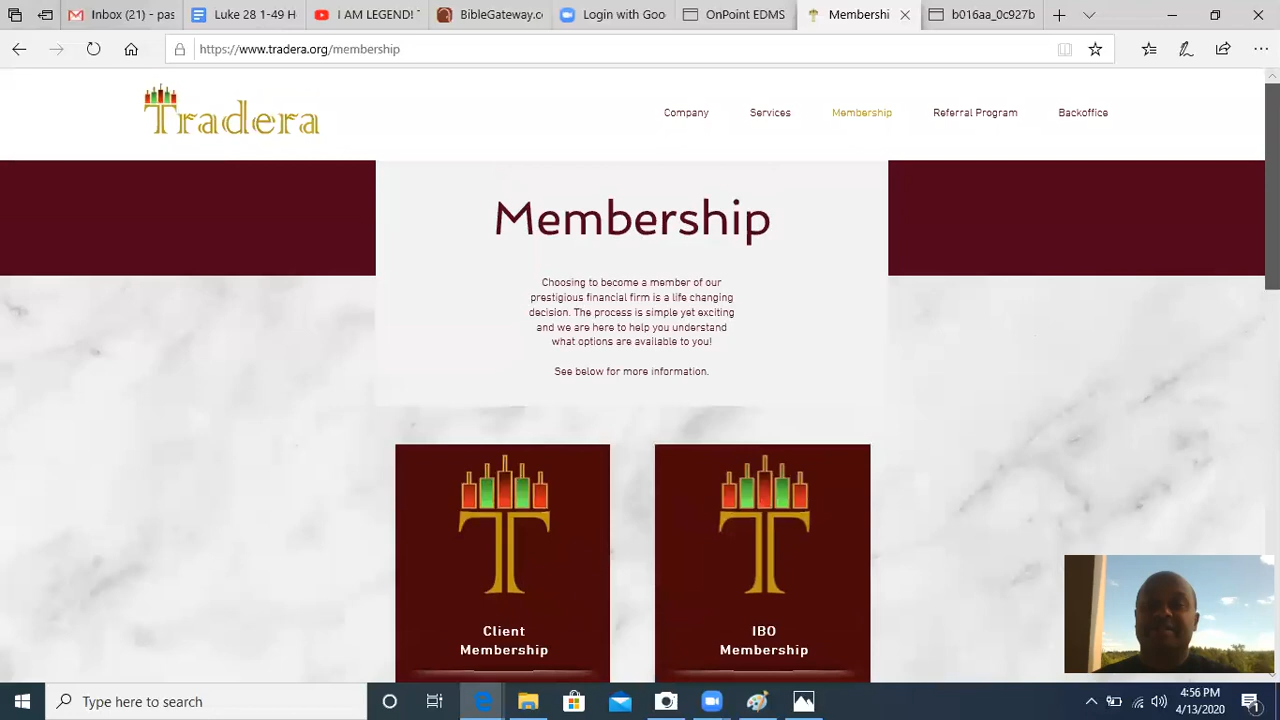 Inbox (21) - pas
Luke 28 1-49 H
I AM LEGEND!
BibleGateway.co
Login with Goo
OnPoint EDMS
Membershi
b016aa_0c927b
https://www.tradera.org/membership
Tradera
Company
Services
Membership
Referral Program
Backoffice
Membership
Choosing to become a member of our
prestigious financial firm is a life changing
decision. The process is simple yet exciting
and we are here to help you understand
what options are available to you!
See below for more information.
T
T
Client
Membership
IBO
Membership
Type here to search
4:56 PM
4/13/2020
1